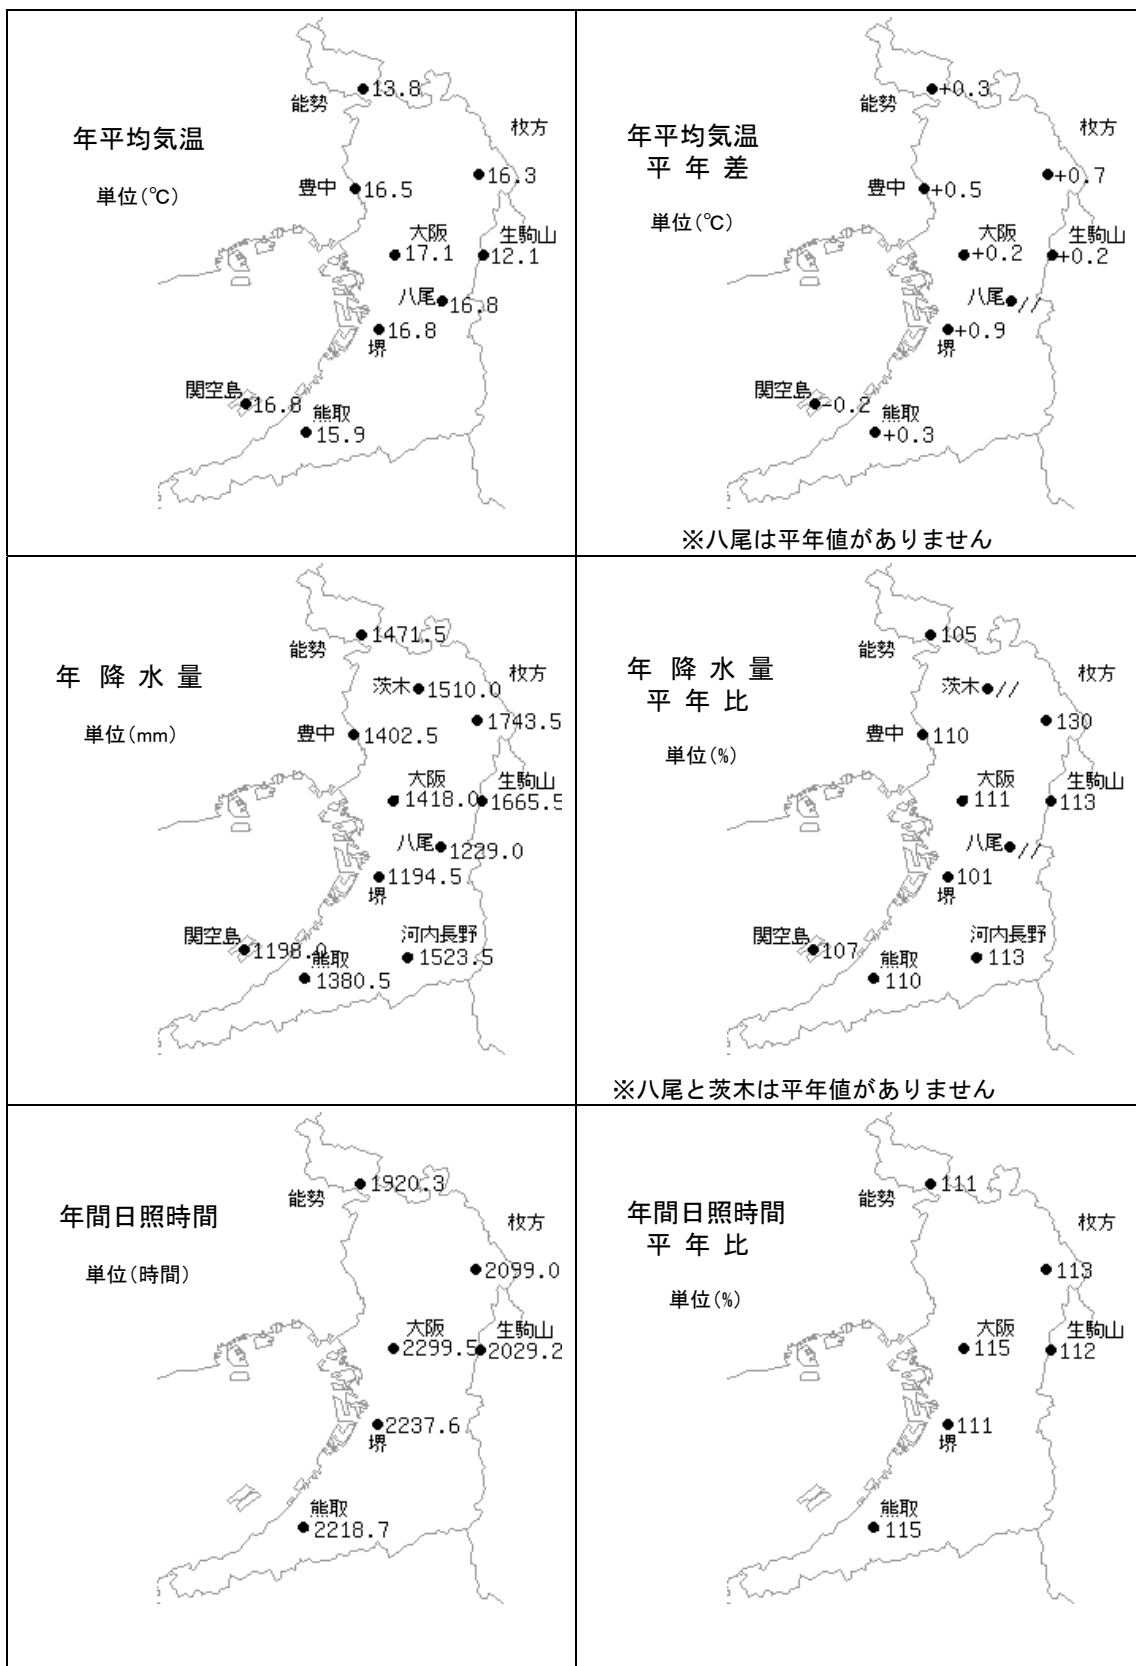 年平均気温
単位(℃)
能勢
13.8
枚方
16.3
豊中
16.5
大阪
17.1
生駒山
12.1
八尾
16.8
16.8
堺
関空島
16.8
熊取
15.9
年平均気温
平年差
単位(℃)
+0.3
能勢
枚方
+0.7
豊中
+0.5
大阪
+0.2
生駒山
+0.2
八尾
//
+0.9
堺
関空島
-0.2
熊取
+0.3
※八尾は平年値がありません
年降水量
単位(mm)
1471.5
能勢
茨木
1510.0
枚方
1743.5
豊中
1402.5
大阪
1418.0
生駒山
1665.5
八尾
1229.0
1194.5
堺
関空島
1198.0
熊取
1380.5
河内長野
1523.5
年降水量
平年比
単位(%)
105
能勢
茨木
//
枚方
130
豊中
110
大阪
111
生駒山
113
八尾
//
101
堺
関空島
107
熊取
110
河内長野
113
※八尾と茨木は平年値がありません
年間日照時間
単位(時間)
1920.3
能勢
枚方
2099.0
大阪
2299.5
生駒山
2029.2
2237.6
堺
熊取
2218.7
年間日照時間
平年比
単位(%)
111
能勢
枚方
113
大阪
115
生駒山
112
111
堺
熊取
115